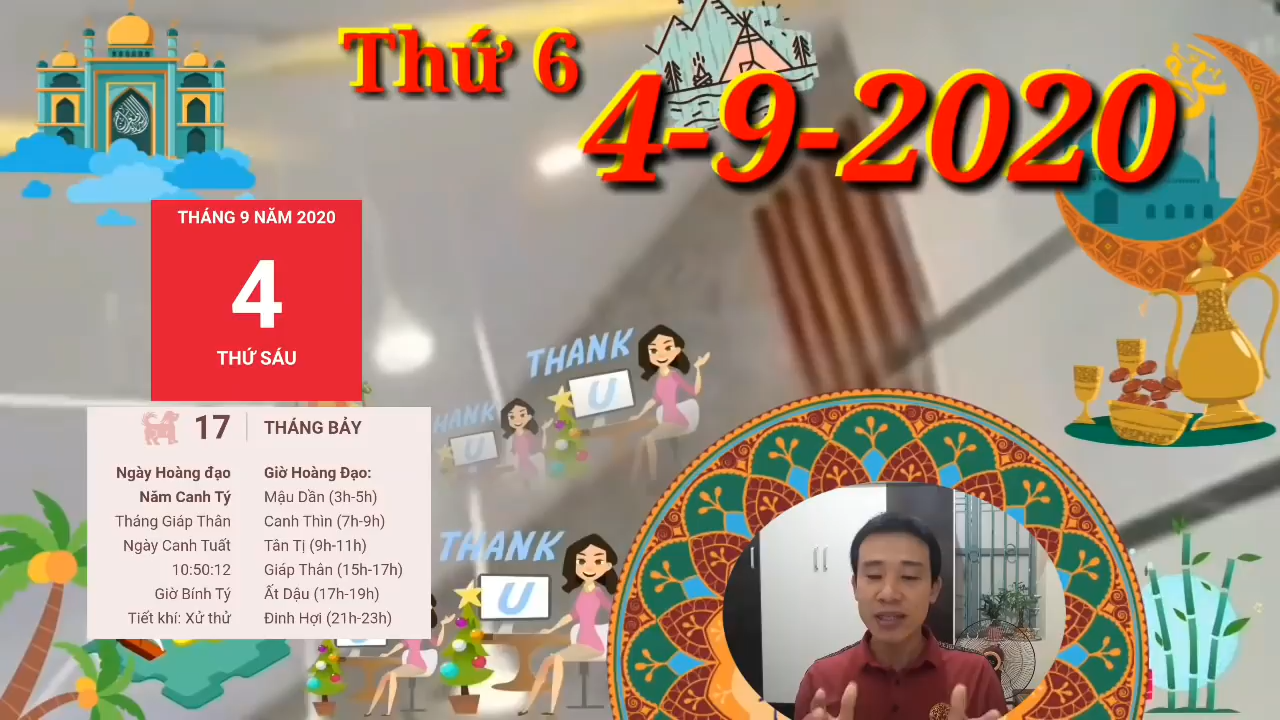 Thứ 6
4-9-2020
THÁNG 9 NĂM 2020
4
THỨ SÁU
17 THÁNG BẢY
Ngày Hoàng đạo
Năm Canh Tý
Tháng Giáp Thân
Ngày Canh Tuất
10:50:12
Giờ Bính Tý
Tiết khí: Xử thử
Giờ Hoàng Đạo:
Mậu Dần (3h-5h)
Canh Thìn (7h-9h)
Tân Tị (9h-11h)
Giáp Thân (15h-17h)
Ất Dậu (17h-19h)
Đinh Hợi (21h-23h)
THANK
U
HANK
U
THANK
U